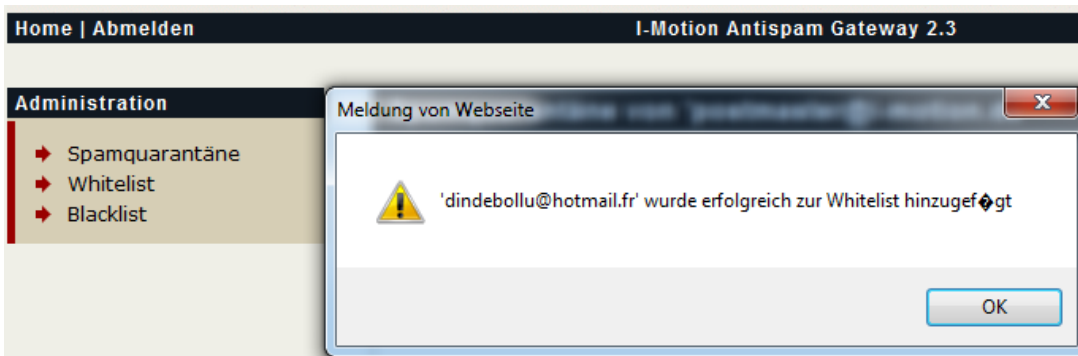 Home | Abmelden
I-Motion Antispam Gateway 2.3
Administration
Spamquarantäne
Whitelist
Blacklist
Meldung von Webseite
'dindebollu@hotmail.fr' wurde erfolgreich zur Whitelist hinzugef�gt
OK